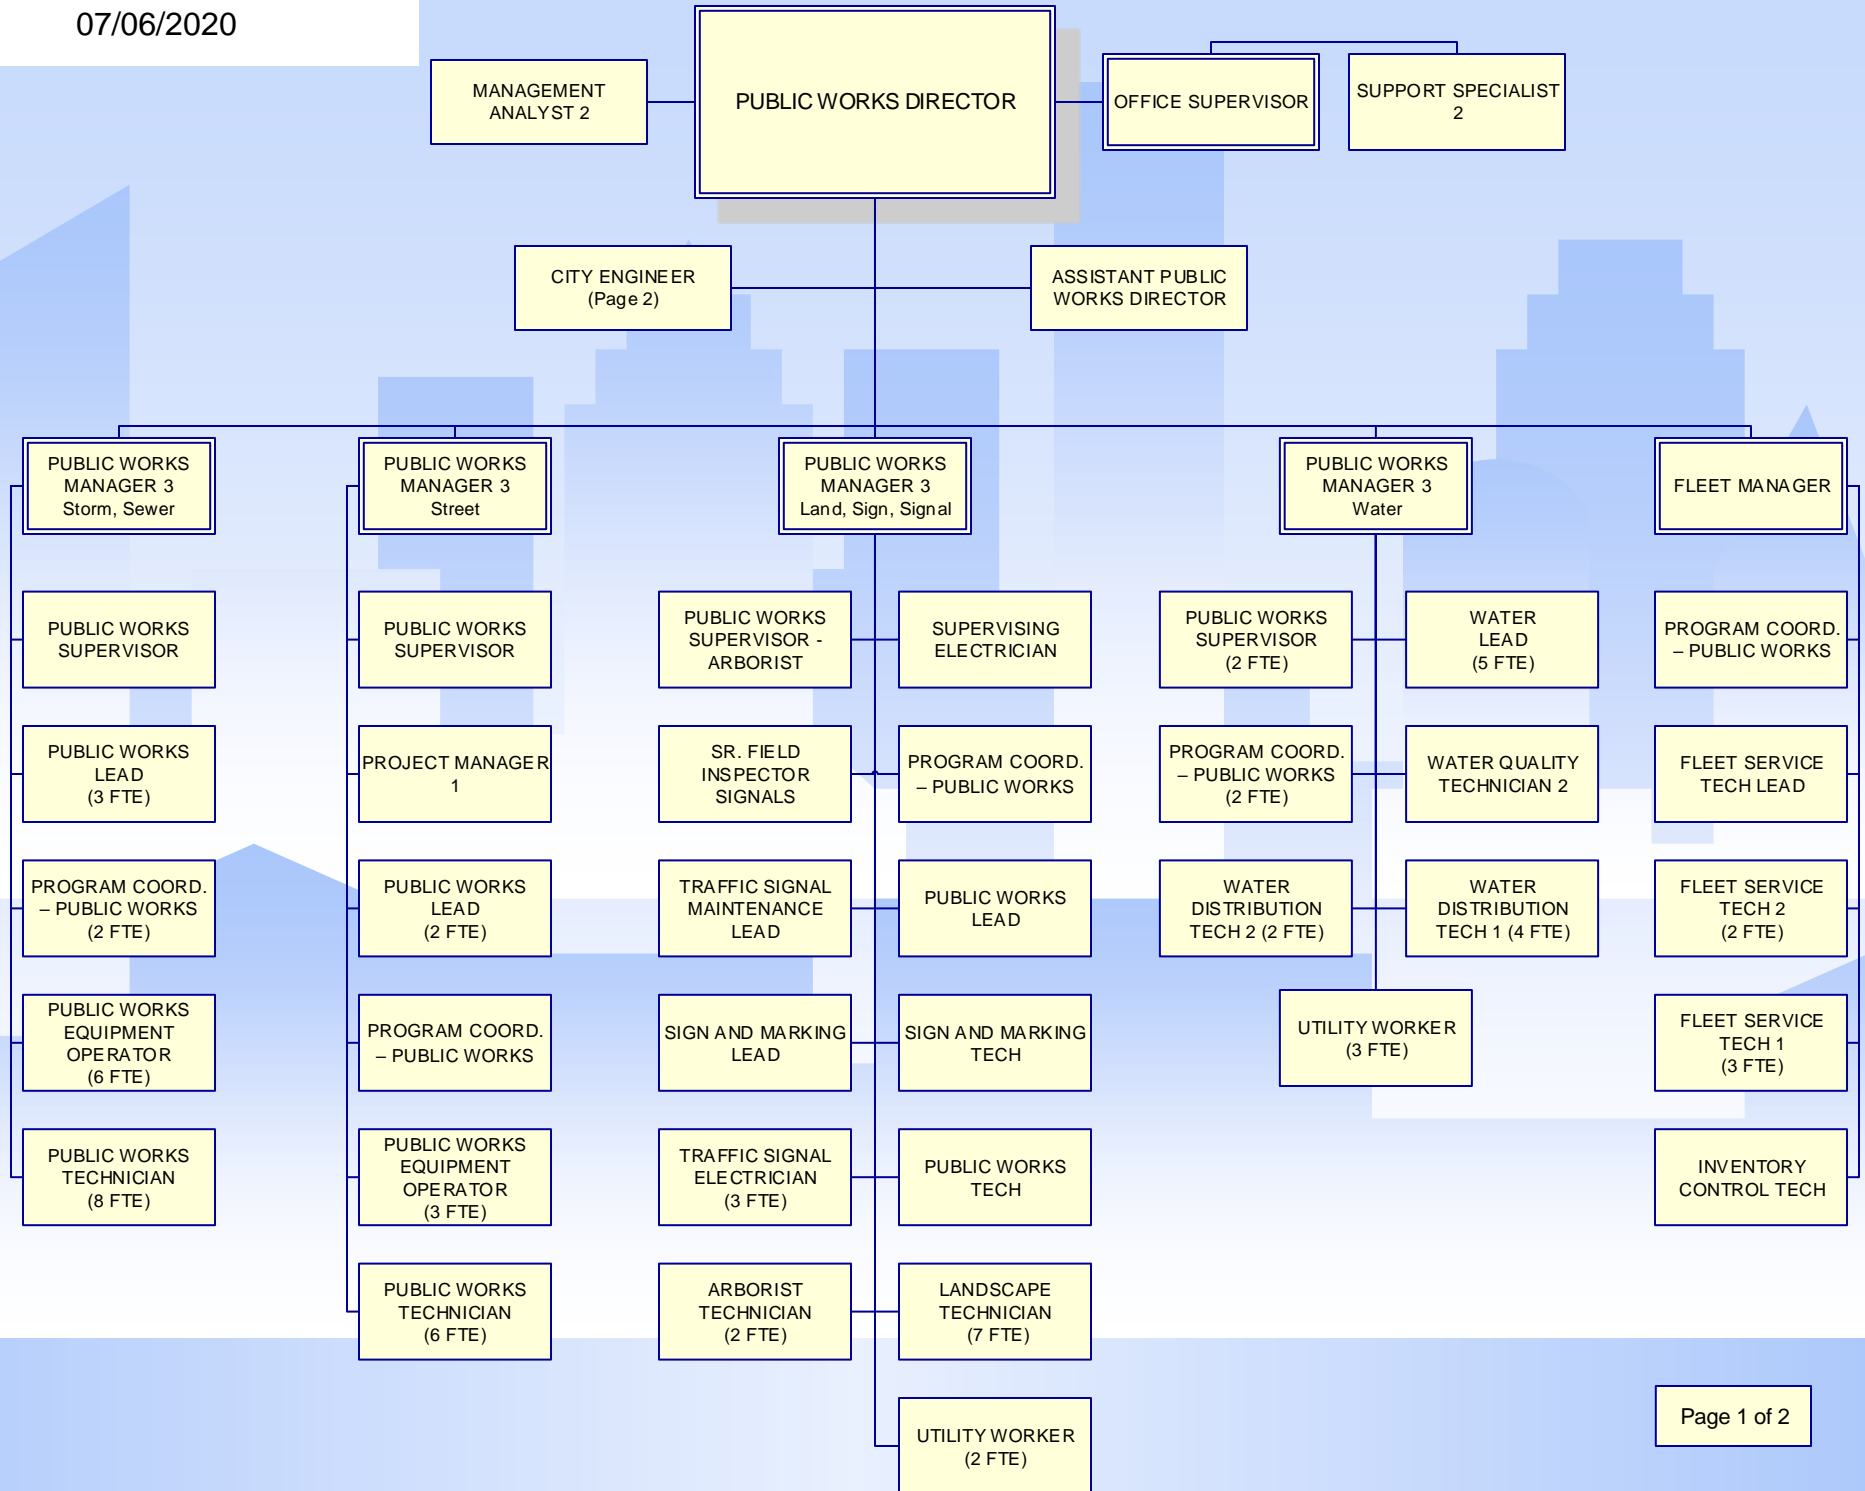 07/06/2020
MANAGEMENT
ANALYST 2
PUBLIC WORKS DIRECTOR
OFFICE SUPERVISOR
SUPPORT SPECIALIST
2
CITY ENGINEER
(Page 2)
ASSISTANT PUBLIC
WORKS DIRECTOR
PUBLIC WORKS
MANAGER 3
Storm, Sewer
PUBLIC WORKS
MANAGER 3
Street
PUBLIC WORKS
MANAGER 3
Land, Sign, Signal
PUBLIC WORKS
MANAGER 3
Water
FLEET MANAGER
PUBLIC WORKS
SUPERVISOR
PUBLIC WORKS
SUPERVISOR
PUBLIC WORKS
SUPERVISOR -
ARBORIST
SUPERVISING
ELECTRICIAN
PUBLIC WORKS
SUPERVISOR
(2 FTE)
WATER
LEAD
(5 FTE)
PROGRAM COORD.
– PUBLIC WORKS
PUBLIC WORKS
LEAD
(3 FTE)
PROJECT MANAGER
1
SR. FIELD
INSPECTOR
SIGNALS
PROGRAM COORD.
– PUBLIC WORKS
PROGRAM COORD.
– PUBLIC WORKS
(2 FTE)
WATER QUALITY
TECHNICIAN 2
FLEET SERVICE
TECH LEAD
PROGRAM COORD.
– PUBLIC WORKS
(2 FTE)
PUBLIC WORKS
LEAD
(2 FTE)
TRAFFIC SIGNAL
MAINTENANCE
LEAD
PUBLIC WORKS
LEAD
WATER
DISTRIBUTION
TECH 2 (2 FTE)
WATER
DISTRIBUTION
TECH 1 (4 FTE)
FLEET SERVICE
TECH 2
(2 FTE)
PUBLIC WORKS
EQUIPMENT
OPERATOR
(6 FTE)
PROGRAM COORD.
– PUBLIC WORKS
SIGN AND MARKING
LEAD
SIGN AND MARKING
TECH
UTILITY WORKER
(3 FTE)
FLEET SERVICE
TECH 1
(3 FTE)
PUBLIC WORKS
TECHNICIAN
(8 FTE)
PUBLIC WORKS
EQUIPMENT
OPERATOR
(3 FTE)
TRAFFIC SIGNAL
ELECTRICIAN
(3 FTE)
PUBLIC WORKS
TECH
INVENTORY
CONTROL TECH
PUBLIC WORKS
TECHNICIAN
(6 FTE)
ARBORIST
TECHNICIAN
(2 FTE)
LANDSCAPE
TECHNICIAN
(7 FTE)
UTILITY WORKER
(2 FTE)
Page 1 of 2